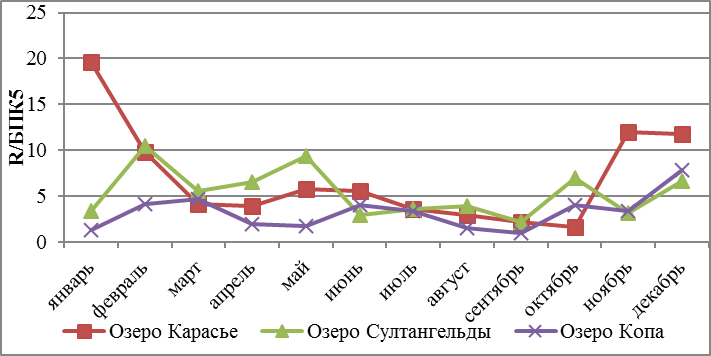 25
20
15
10
5
0
R/БПК5
январь
февраль
март
апрель
май
июнь
июль
август
сентябрь
октябрь
ноябрь
декабрь
Озеро Карасье
Озеро Султангельды
Озеро Копа